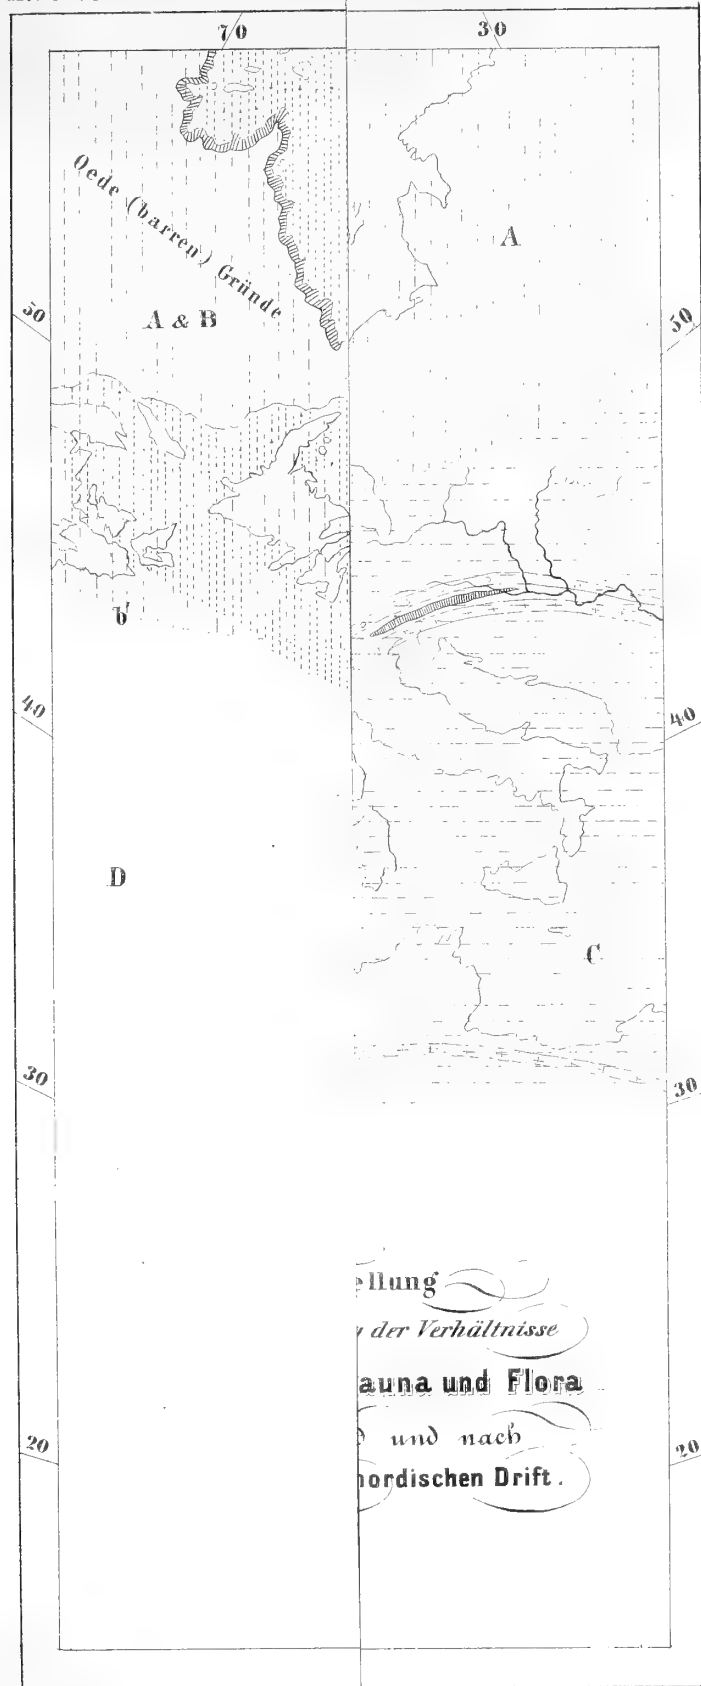 70
30
Oede (barren) Gründe
A
A & B
50
50
b'
40
40
D
C
30
30
ellung
der Verhältnisse
auna und Flora
und nach
nordischen Drift.
20
20